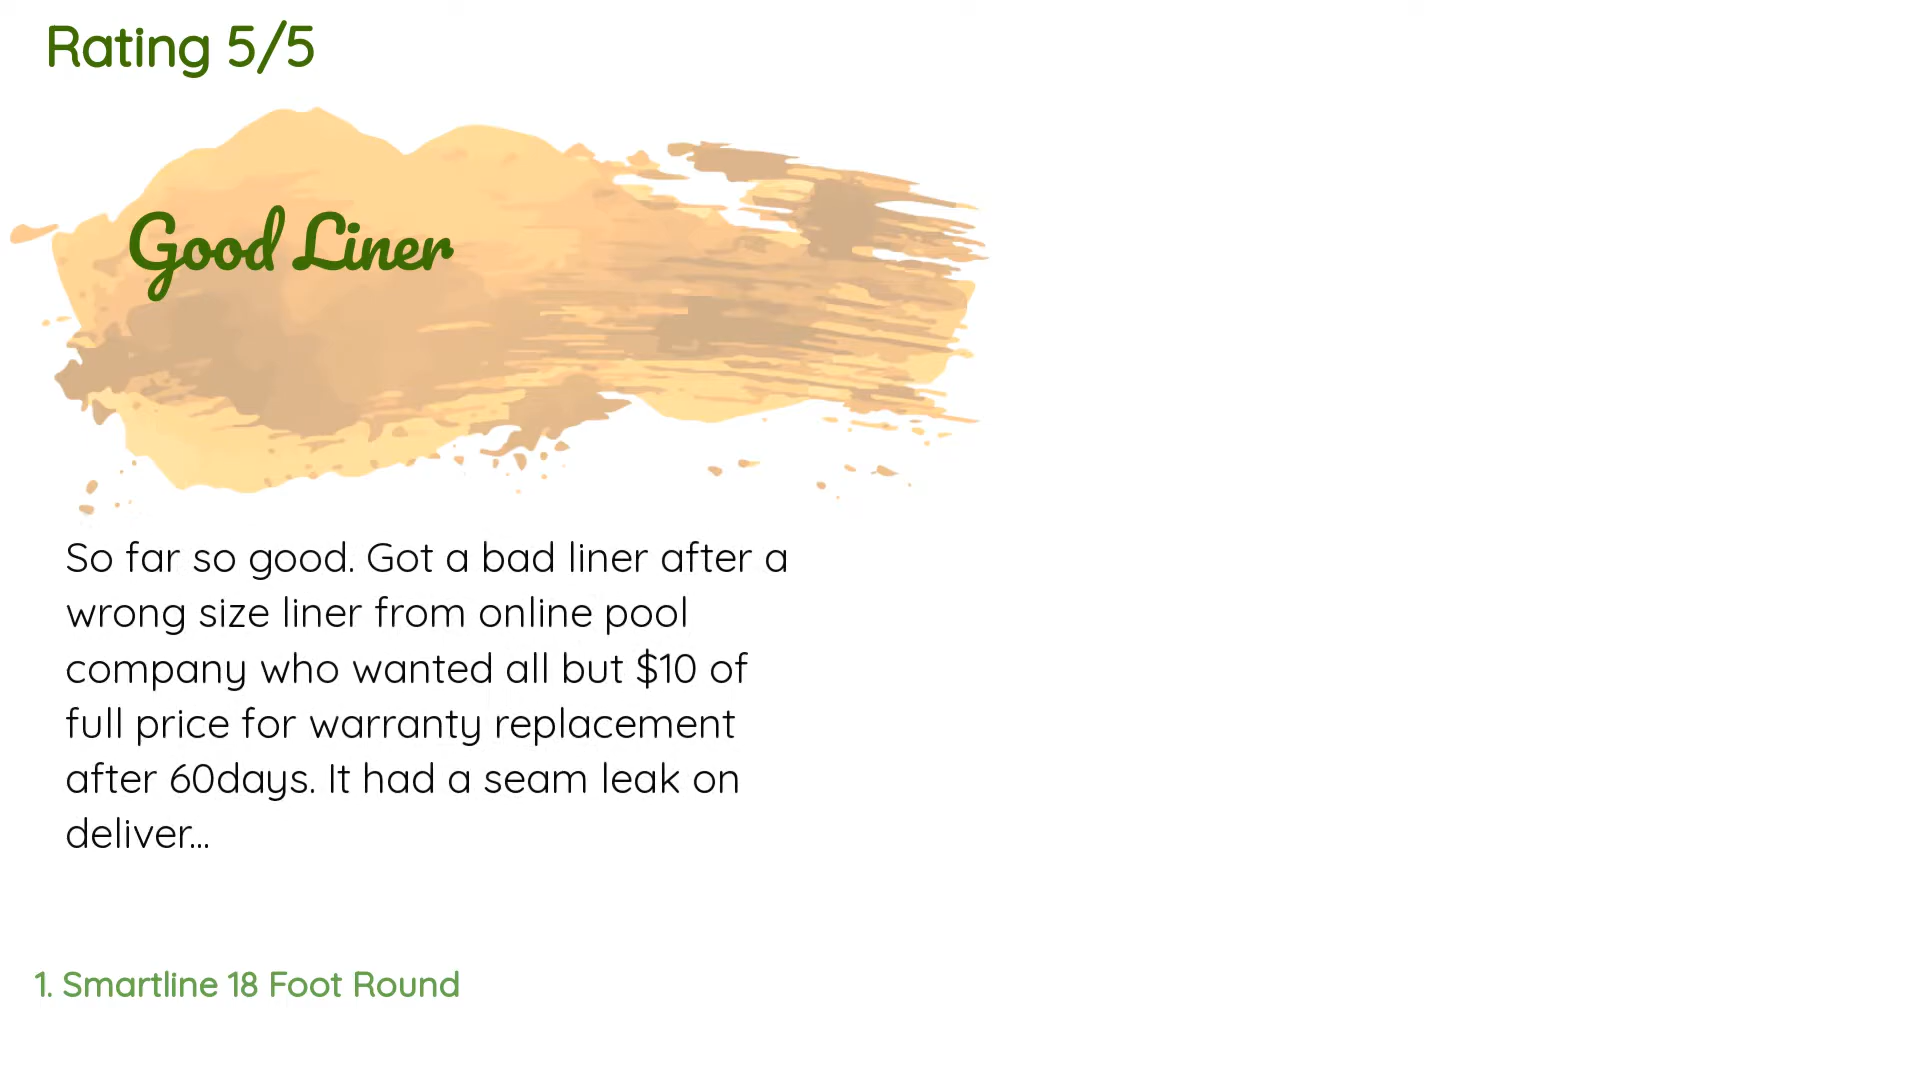 Rating 5/5
Good Liner
So far so good. Got a bad liner after a
wrong size liner from online pool
company who wanted all but $10 of
full price for warranty replacement
after 60days. It had a seam leak on
deliver...
1. Smartline 18 Foot Round